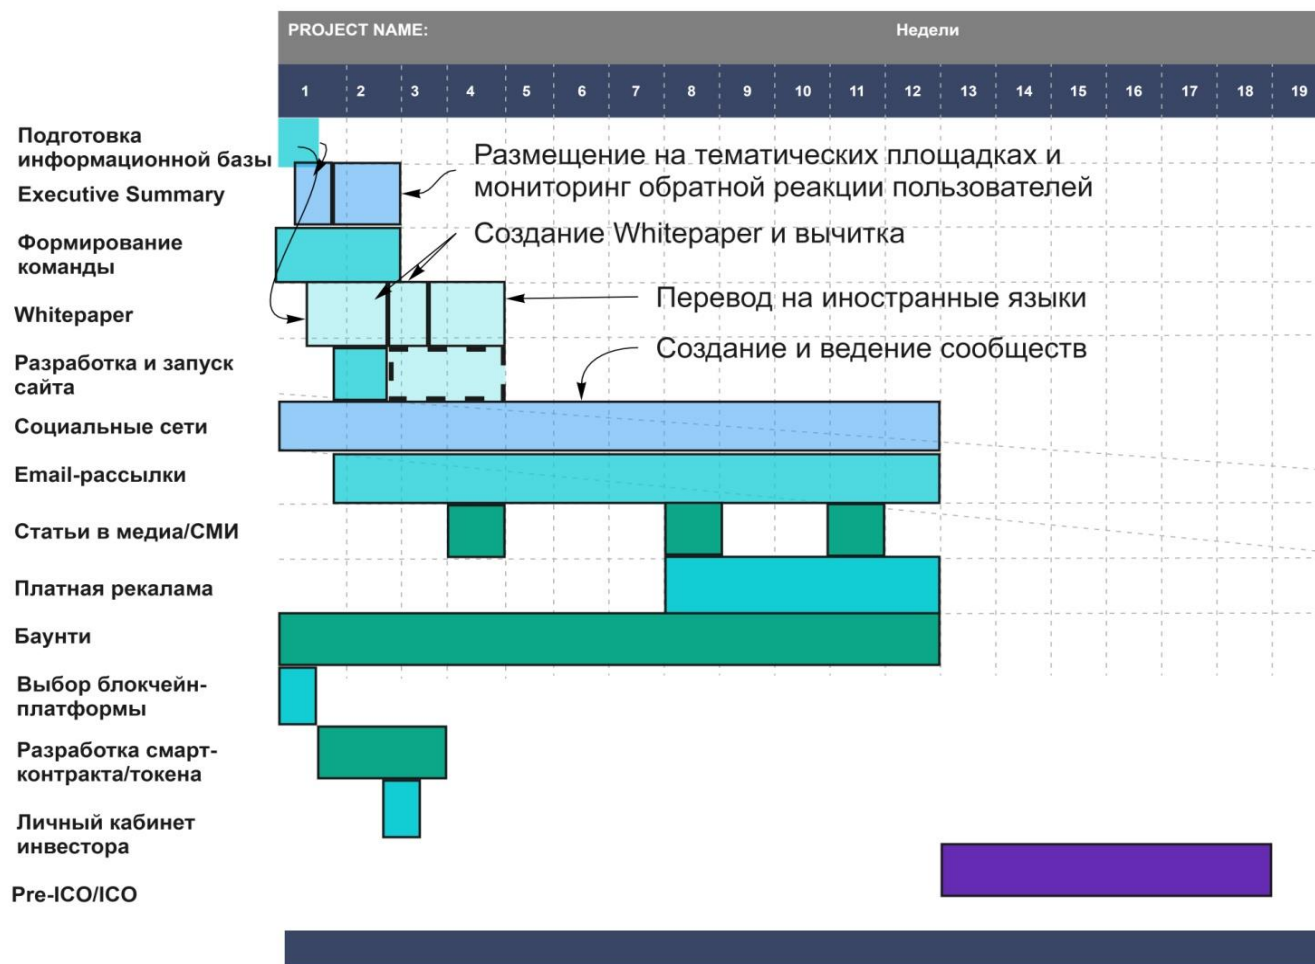 PROJECT NAME: Недели
1 2 3 4 5 6 7 8 9 10 11 12 13 14 15 16 17 18 19
Подготовка
информационной базы
Executive Summary
Размещение на тематических площадках и
мониторинг обратной реакции пользователей
Формирование
команды
Создание Whitepaper и вычитка
Whitepaper
Перевод на иностранные языки
Разработка и запуск
сайта
Создание и ведение сообществ
Социальные сети
Email-рассылки
Статьи в медиа/СМИ
Платная рекалама
Баунти
Выбор блокчейн-
платформы
Разработка смарт-
контракта/токена
Личный кабинет
инвестора
Pre-ICO/ICO